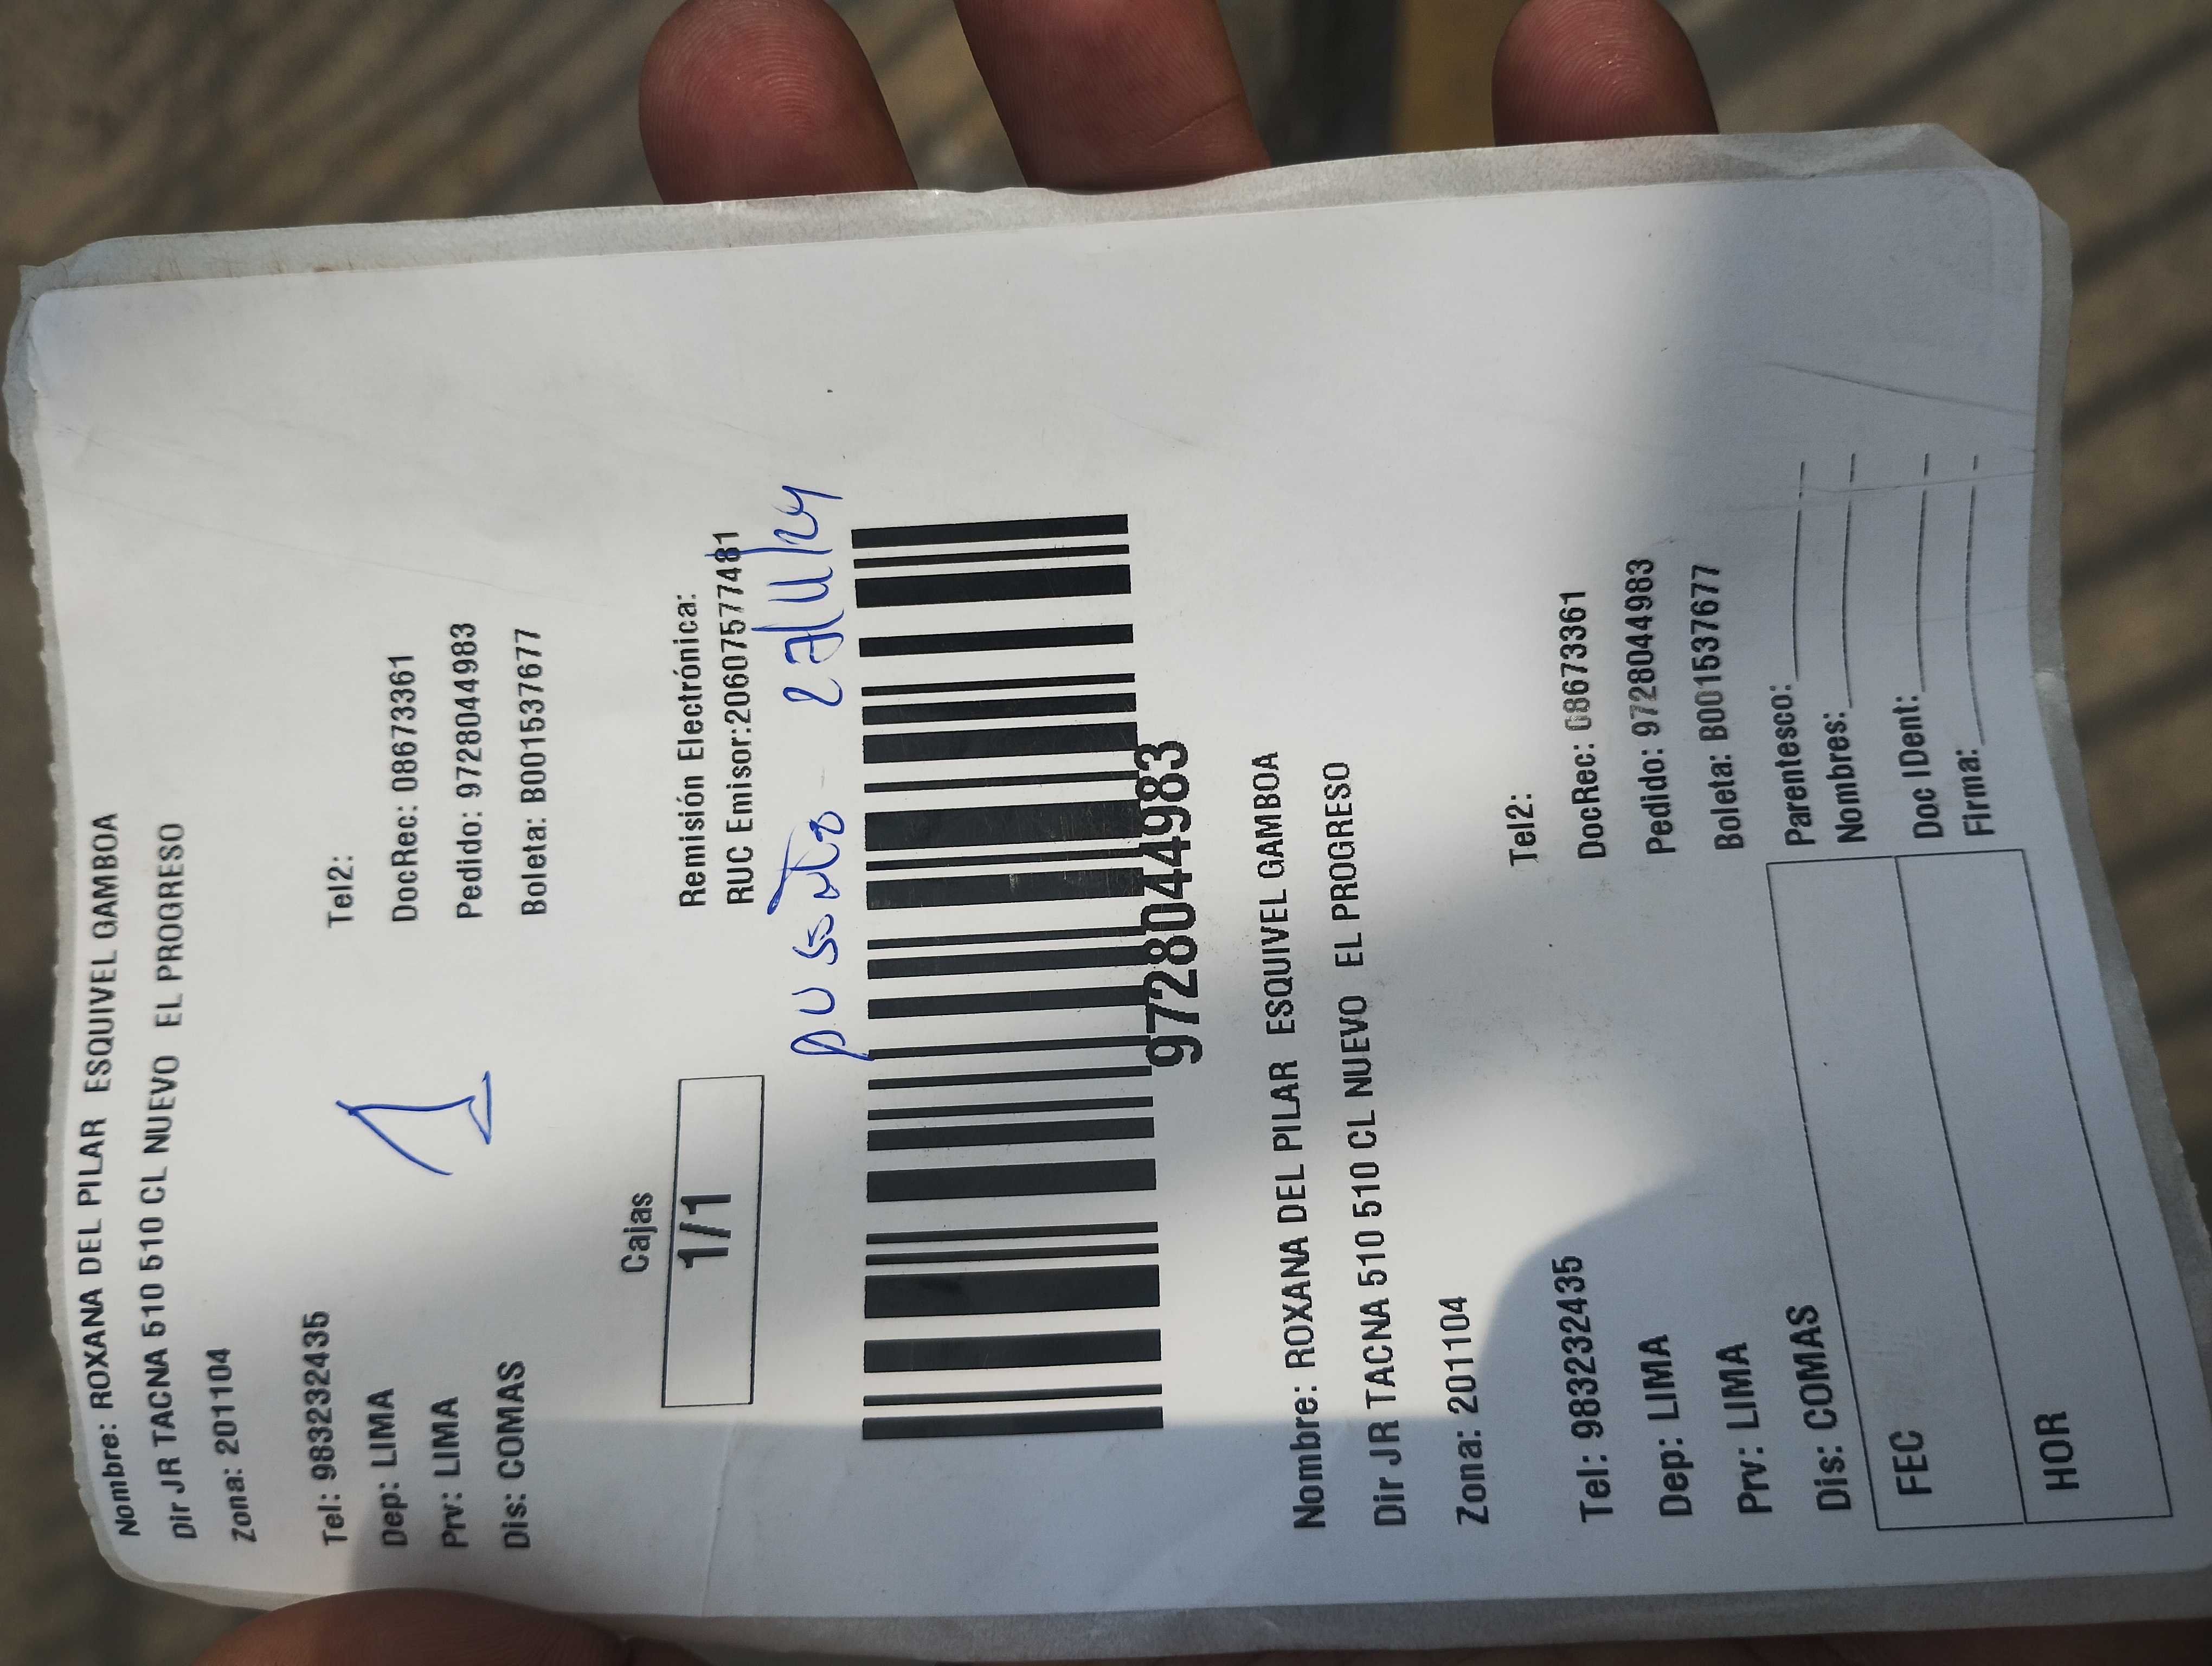 Nombre: ROXANA DEL PILAR ESQUIVEL GAMBOA
Dir JR TACNA 510 510 CL NUEVO EL PROGRESO
Zona: 201104
Tel: 983232435 Tel2:
Dep: LIMA DocRec: 08673361
Prv: LIMA Pedido: 9728044983
Dis: COMAS Boleta: B001537677
1
Cajas
1/1
Remisión Electrónica:
RUC Emisor:20607577481
9728044983
Nombre: ROXANA DEL PILAR ESQUIVEL GAMBOA
Dir JR TACNA 510 510 CL NUEVO EL PROGRESO
Zona: 201104
Tel2:
Tel: 983232435 DocRec: 08673361
Dep: LIMA Pedido: 9728044983
Prv: LIMA Boleta: B001537677
Dis: COMAS Parentesco:
Nombres:
FEC Doc IDent:
Firma:
HOR